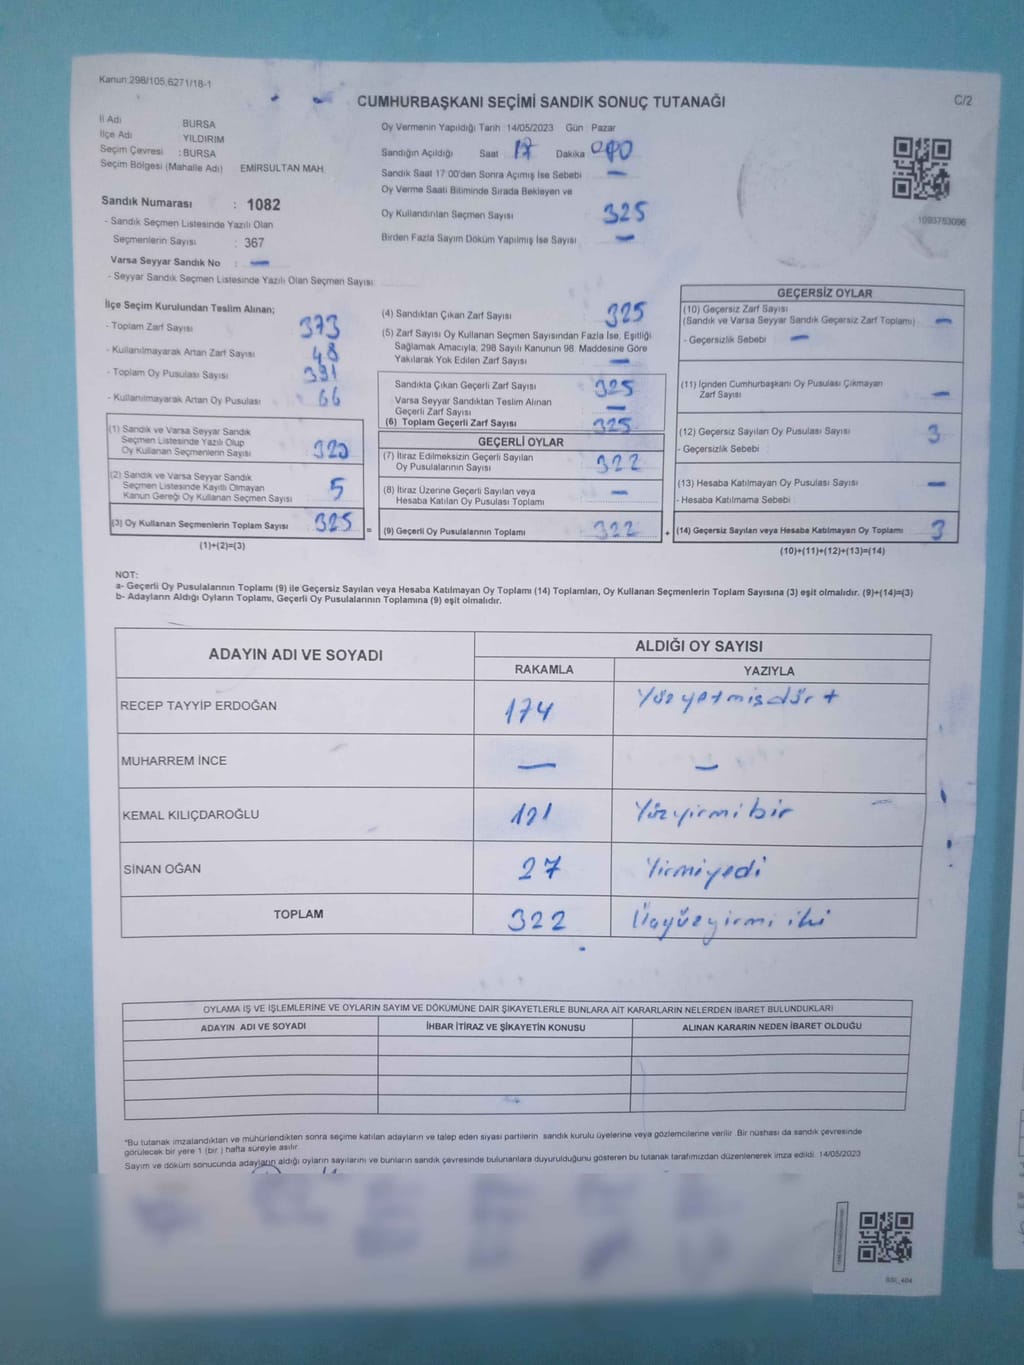 Kanun:298/105,6271/18-1
C/2
CUMHURBAŞKANI SEÇİMİ SANDIK SONUÇ TUTANAĞI
İl Adı BURSA
İlçe Adı YILDIRIM
Seçim Çevresi : BURSA
Seçim Bölgesi (Mahalle Adı) EMİRSULTAN MAH.
Oy Vermenin Yapıldığı Tarih 14/05/2023 Gün Pazar
Sandığın Açıldığı Saat 17 Dakika
Sandık Saat 17:00'den Sonra Açımış İse Sebebi —
Oy Verme Saati Bitiminde Sırada Bekleyen ve
Oy Kullandırılan Seçmen Sayısı 325
Birden Fazla Sayım Döküm Yapılmış İse Sayısı —
1093753096
Sandık Numarası : 1082
- Sandık Seçmen Listesinde Yazılı Olan
Seçmenlerin Sayısı : 367
Varsa Seyyar Sandık No : —
- Seyyar Sandık Seçmen Listesinde Yazılı Olan Seçmen Sayısı
İlçe Seçim Kurulundan Teslim Alınan;
- Toplam Zarf Sayısı 373
- Kullanılmayarak Artan Zarf Sayısı 48
- Toplam Oy Pusulası Sayısı 391
- Kullanılmayarak Artan Oy Pusulası 66
(1) Sandık ve Varsa Seyyar Sandık
Seçmen Listesinde Yazılı Olup
Oy Kullanan Seçmenlerin Sayısı 320
(2) Sandık ve Varsa Seyyar Sandık
Seçmen Listesinde Kayıtlı Olmayan
Kanun Gereği Oy Kullanan Seçmen Sayısı 5
(3) Oy Kullanan Seçmenlerin Toplam Sayısı 325
(1)+(2)=(3)
(4) Sandıktan Çıkan Zarf Sayısı 325
(5) Zarf Sayısı Oy Kullanan Seçmen Sayısından Fazla İse, Eşitliği
Sağlamak Amacıyla, 298 Sayılı Kanunun 98. Maddesine Göre
Yakılarak Yok Edilen Zarf Sayısı —
Sandıkta Çıkan Geçerli Zarf Sayısı 325
Varsa Seyyar Sandıktan Teslim Alınan
Geçerli Zarf Sayısı —
(6) Toplam Geçerli Zarf Sayısı 325
GEÇERLİ OYLAR
(7) İtiraz Edilmeksizin Geçerli Sayılan
Oy Pusulalarının Sayısı 322
(8) İtiraz Üzerine Geçerli Sayılan veya
Hesaba Katılan Oy Pusulası Toplamı —
= (9) Geçerli Oy Pusulalarının Toplamı 322 +
GEÇERSİZ OYLAR
(10) Geçersiz Zarf Sayısı
(Sandık ve Varsa Seyyar Sandık Geçersiz Zarf Toplamı) —
- Geçersizlik Sebebi —
(11) İçinden Cumhurbaşkanı Oy Pusulası Çıkmayan
Zarf Sayısı —
(12) Geçersiz Sayılan Oy Pusulası Sayısı 3
- Geçersizlik Sebebi
(13) Hesaba Katılmayan Oy Pusulası Sayısı —
- Hesaba Katılmama Sebebi
(14) Geçersiz Sayılan veya Hesaba Katılmayan Oy Toplamı 3
(10)+(11)+(12)+(13)=(14)
NOT:
a- Geçerli Oy Pusulalarının Toplamı (9) ile Geçersiz Sayılan veya Hesaba Katılmayan Oy Toplamı (14) Toplamları, Oy Kullanan Seçmenlerin Toplam Sayısına (3) eşit olmalıdır. (9)+(14)=(3)
b- Adayların Aldığı Oyların Toplamı, Geçerli Oy Pusulalarının Toplamına (9) eşit olmalıdır.
ADAYIN ADI VE SOYADI ALDIĞI OY SAYISI
RAKAMLA YAZIYLA
RECEP TAYYİP ERDOĞAN 174 Yüzyetmişdört
MUHARREM İNCE — —
KEMAL KILIÇDAROĞLU 121 Yüzyirmibir
SİNAN OĞAN 27 Yirmiyedi
TOPLAM 322 Üçyüzyirmi iki
OYLAMA İŞ VE İŞLEMLERİNE VE OYLARIN SAYIM VE DÖKÜMÜNE DAİR ŞİKAYETLERLE BUNLARA AİT KARARLARIN NELERDEN İBARET BULUNDUKLARI
ADAYIN ADI VE SOYADI İHBAR İTİRAZ VE ŞİKAYETİN KONUSU ALINAN KARARIN NEDEN İBARET OLDUĞU
*Bu tutanak imzalandıktan ve mühürlendikten sonra seçime katılan adayların ve talep eden siyasi partilerin sandık kurulu üyelerine veya gözlemcilerine verilir. Bir nüshası da sandık çevresinde
görülecek bir yere 1 (bir ) hafta süreyle asılır.
Sayım ve döküm sonucunda adayların aldığı oyların sayılarını ve bunların sandık çevresinde bulunanlara duyurulduğunu gösteren bu tutanak tarafımızdan düzenlenerek imza edildi. 14/05/2023